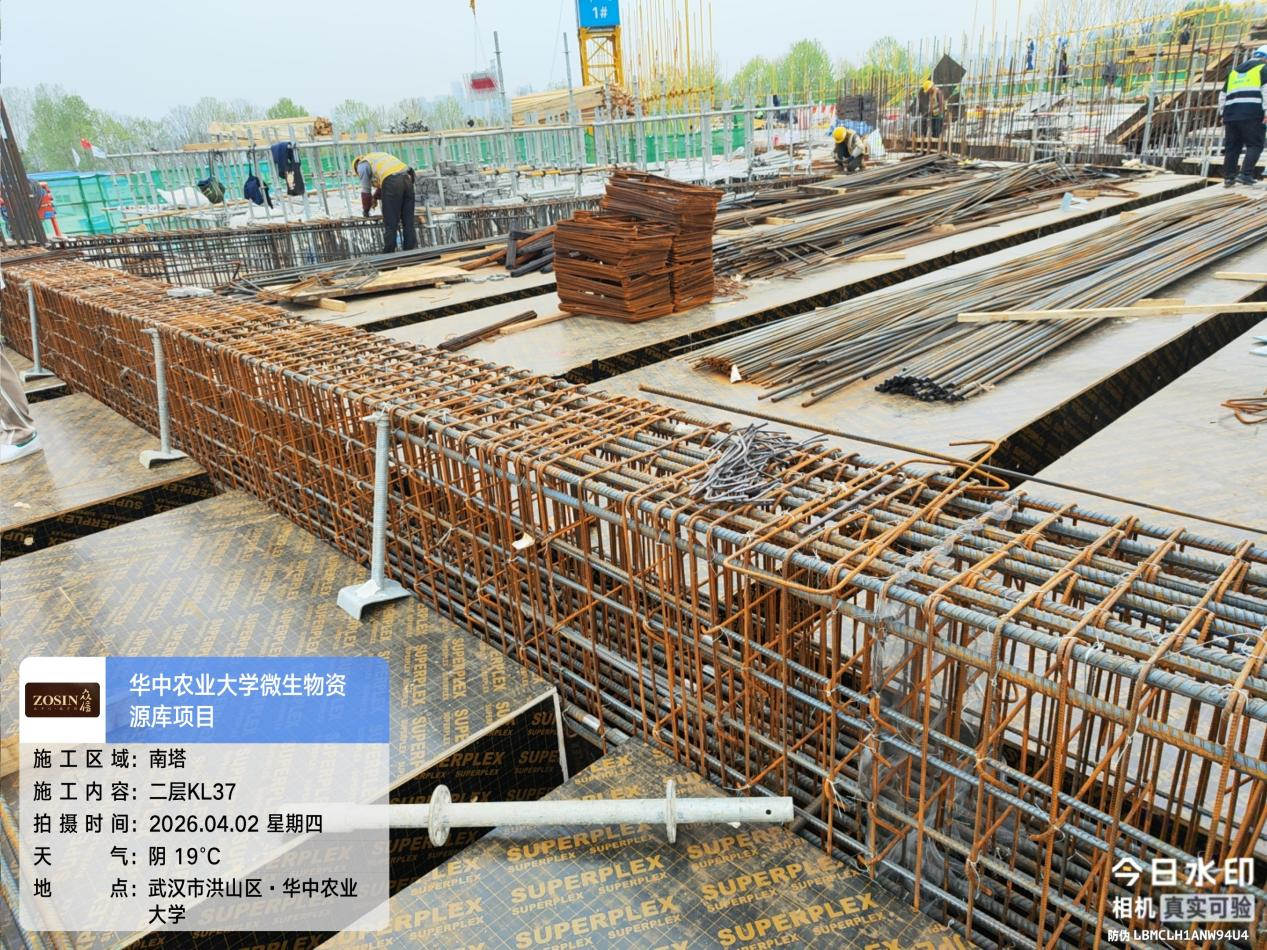 1#
ZOSIN
众信
华中农业大学微生物资
源库项目
施工区域：南塔
施工内容：二层KL37
拍摄时间：2026.04.02 星期四
天气：阴 19℃
地点：武汉市洪山区·华中农业
大学
SUPERPLEX
SUPERPLEX
SUPERPLEX
SUPERPLEX
SUPERPLEX
今日水印
相机 真实可验
防伪 LBMCLH1ANW94U4